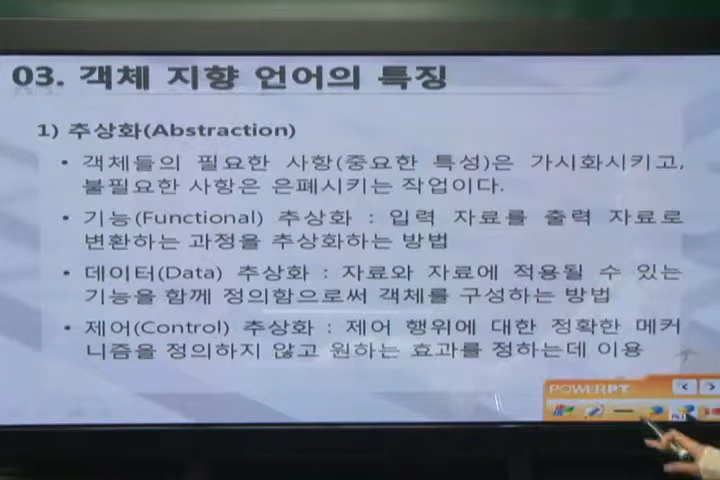 03. 객체 지향 언어의 특징
1) 추상화(Abstraction)
• 객체들의 필요한 사항(중요한 특성)은 가시화시키고,
불필요한 사항은 은폐시키는 작업이다.
• 기능(Functional) 추상화 : 입력 자료를 출력 자료로
변환하는 과정을 추상화하는 방법
• 데이터(Data) 추상화 : 자료와 자료에 적용될 수 있는
기능을 함께 정의함으로써 객체를 구성하는 방법
• 제어(Control) 추상화 : 제어 행위에 대한 정확한 메커
니즘을 정의하지 않고 원하는 효과를 정하는데 이용
POWERPT